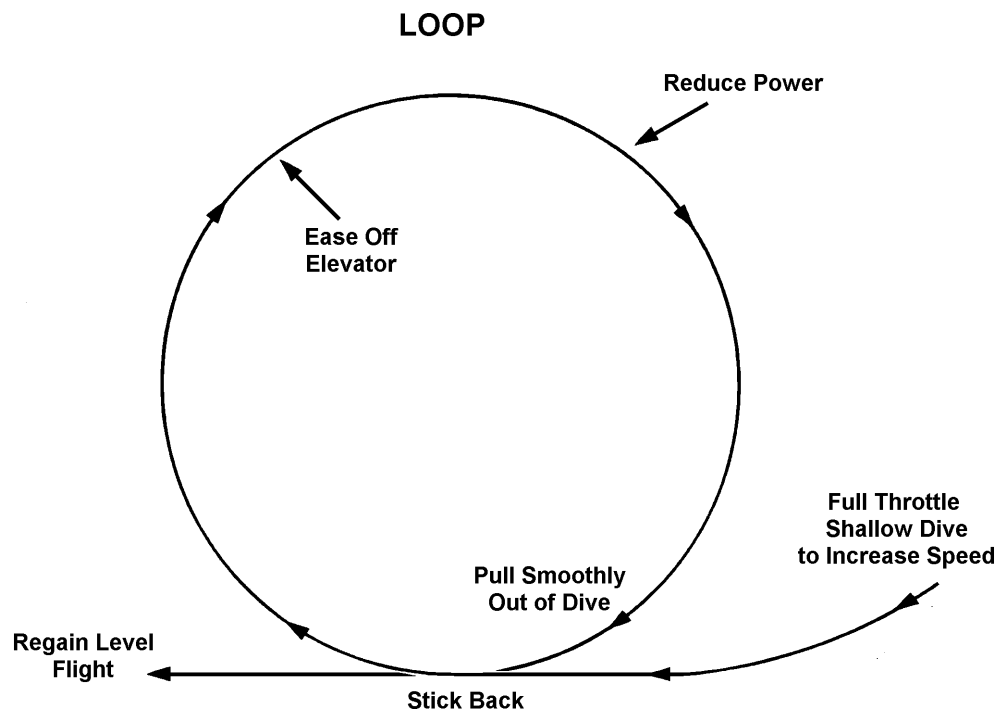 LOOP
Reduce Power
Ease Off
Elevator
Full Throttle
Shallow Dive
to Increase Speed
Pull Smoothly
Out of Dive
Regain Level
Flight
Stick Back